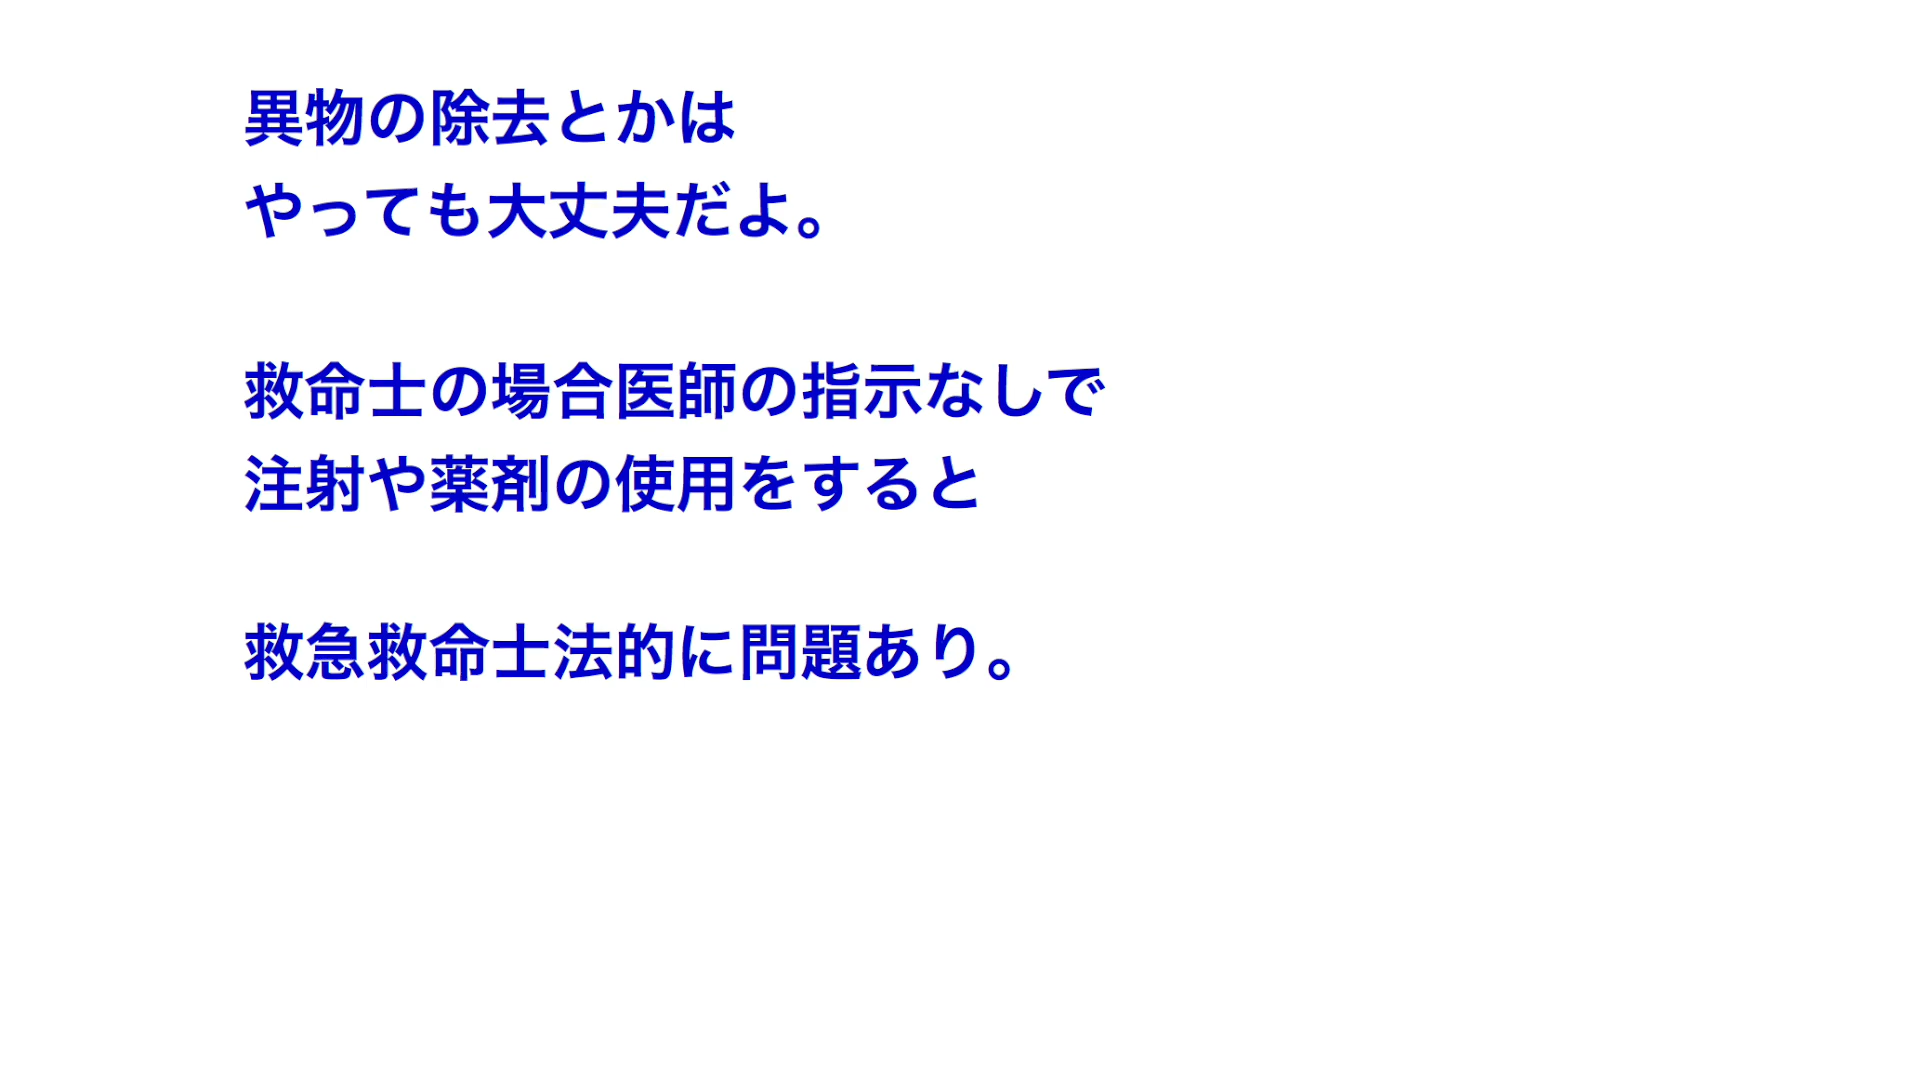 異物の除去とかは
やっても大丈夫だよ。
救命士の場合医師の指示なしで
注射や薬剤の使用をすると
救急救命士法的に問題あり。